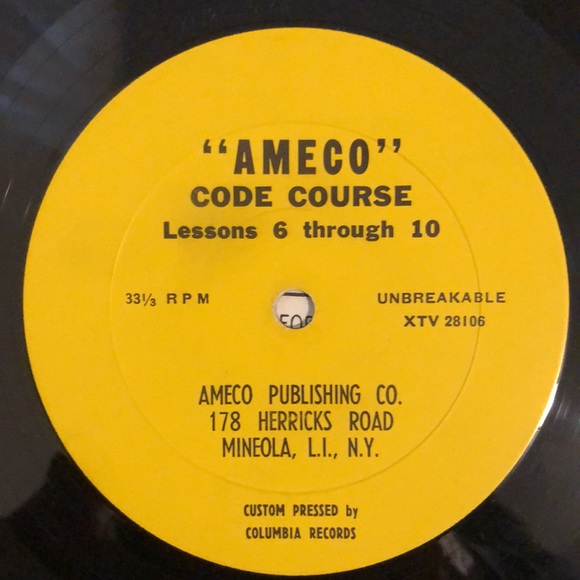 "AMECO"
CODE COURSE
Lessons 6 through 10
33⅓ RPM
UNBREAKABLE
XTV 28106
AMECO PUBLISHING CO.
178 HERRICKS ROAD
MINEOLA, L.I., N.Y.
CUSTOM PRESSED by
COLUMBIA RECORDS